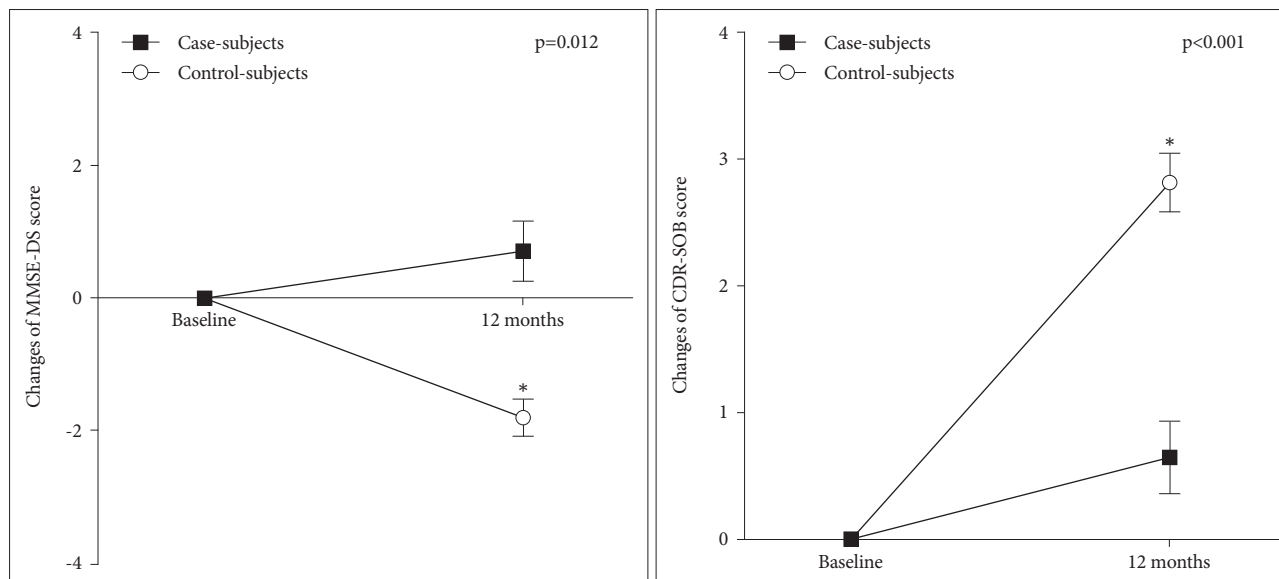 4
Case-subjects
p=0.012
Control-subjects
2
Changes of MMSE-DS score
0
Baseline
12 months
*
-2
-4
4
Case-subjects
p<0.001
Control-subjects
3
*
Changes of CDR-SOB score
2
1
0
Baseline
12 months